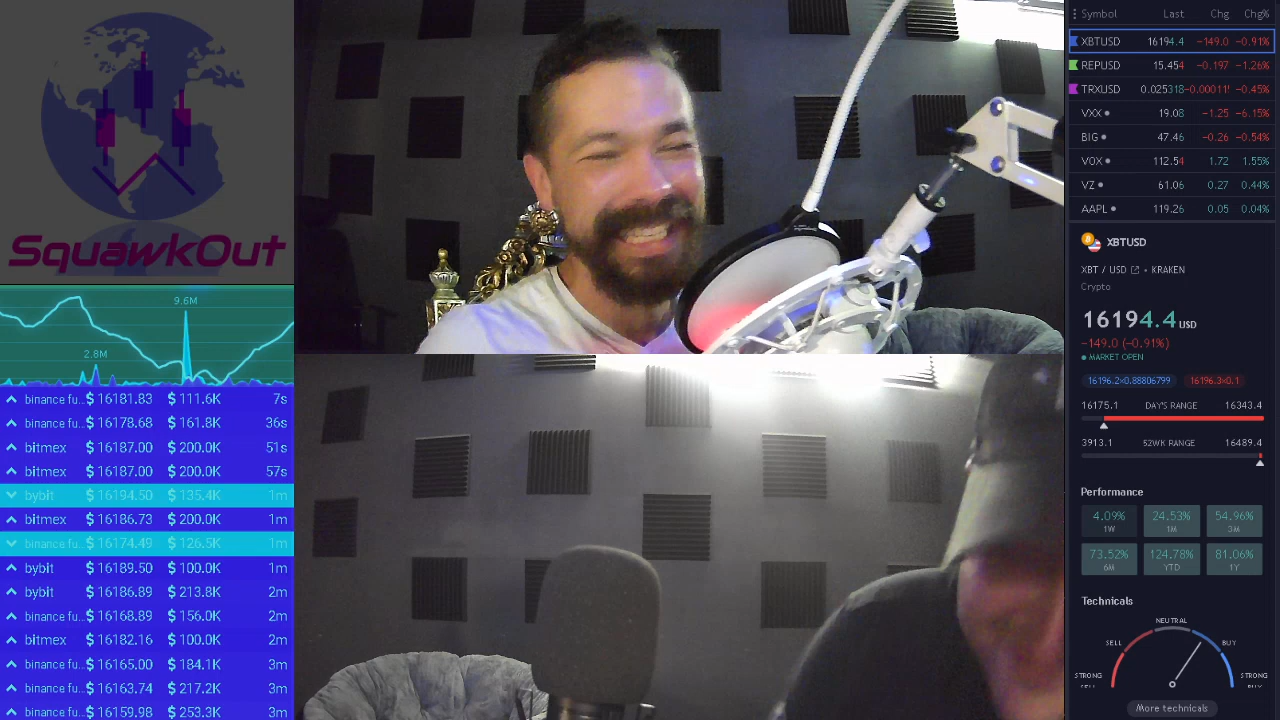 SquawkOut
9.6M
2.8M
binance fu.. $ 16181.83 $ 111.6K 7s
binance fu.. $ 16178.68 $ 161.8K 36s
bitmex $ 16187.00 $ 200.0K 51s
bitmex $ 16187.00 $ 200.0K 57s
bybit $ 16194.50 $ 135.4K 1m
bitmex $ 16186.73 $ 200.0K 1m
binance fu.. $ 16174.49 $ 126.5K 1m
bybit $ 16189.50 $ 100.0K 1m
bybit $ 16186.89 $ 213.8K 2m
binance fu.. $ 16168.89 $ 156.0K 2m
bitmex $ 16182.16 $ 100.0K 2m
binance fu.. $ 16165.00 $ 184.1K 3m
binance fu.. $ 16163.74 $ 217.2K 3m
binance fu.. $ 16159.98 $ 253.3K 3m
Symbol Last Chg Chg%
XBTUSD 16194.4 −149.0 −0.91%
REPUSD 15.454 −0.197 −1.26%
TRXUSD 0.025318 −0.00011 −0.45%
VXX 19.08 −1.25 −6.15%
BIG 47.46 −0.26 −0.54%
VOX 112.54 1.72 1.55%
VZ 61.06 0.27 0.44%
AAPL 119.26 0.05 0.04%
XBTUSD
XBT / USD • KRAKEN
Crypto
16194.4 USD
−149.0 (−0.91%)
MARKET OPEN
16196.2×0.88806799 16196.3×0.1
16175.1 DAY'S RANGE 16343.4
3913.1 52WK RANGE 16489.4
Performance
4.09% 24.53% 54.96%
1W 1M 3M
73.52% 124.78% 81.06%
6M YTD 1Y
Technicals
NEUTRAL
SELL BUY
STRONG STRONG
More technicals